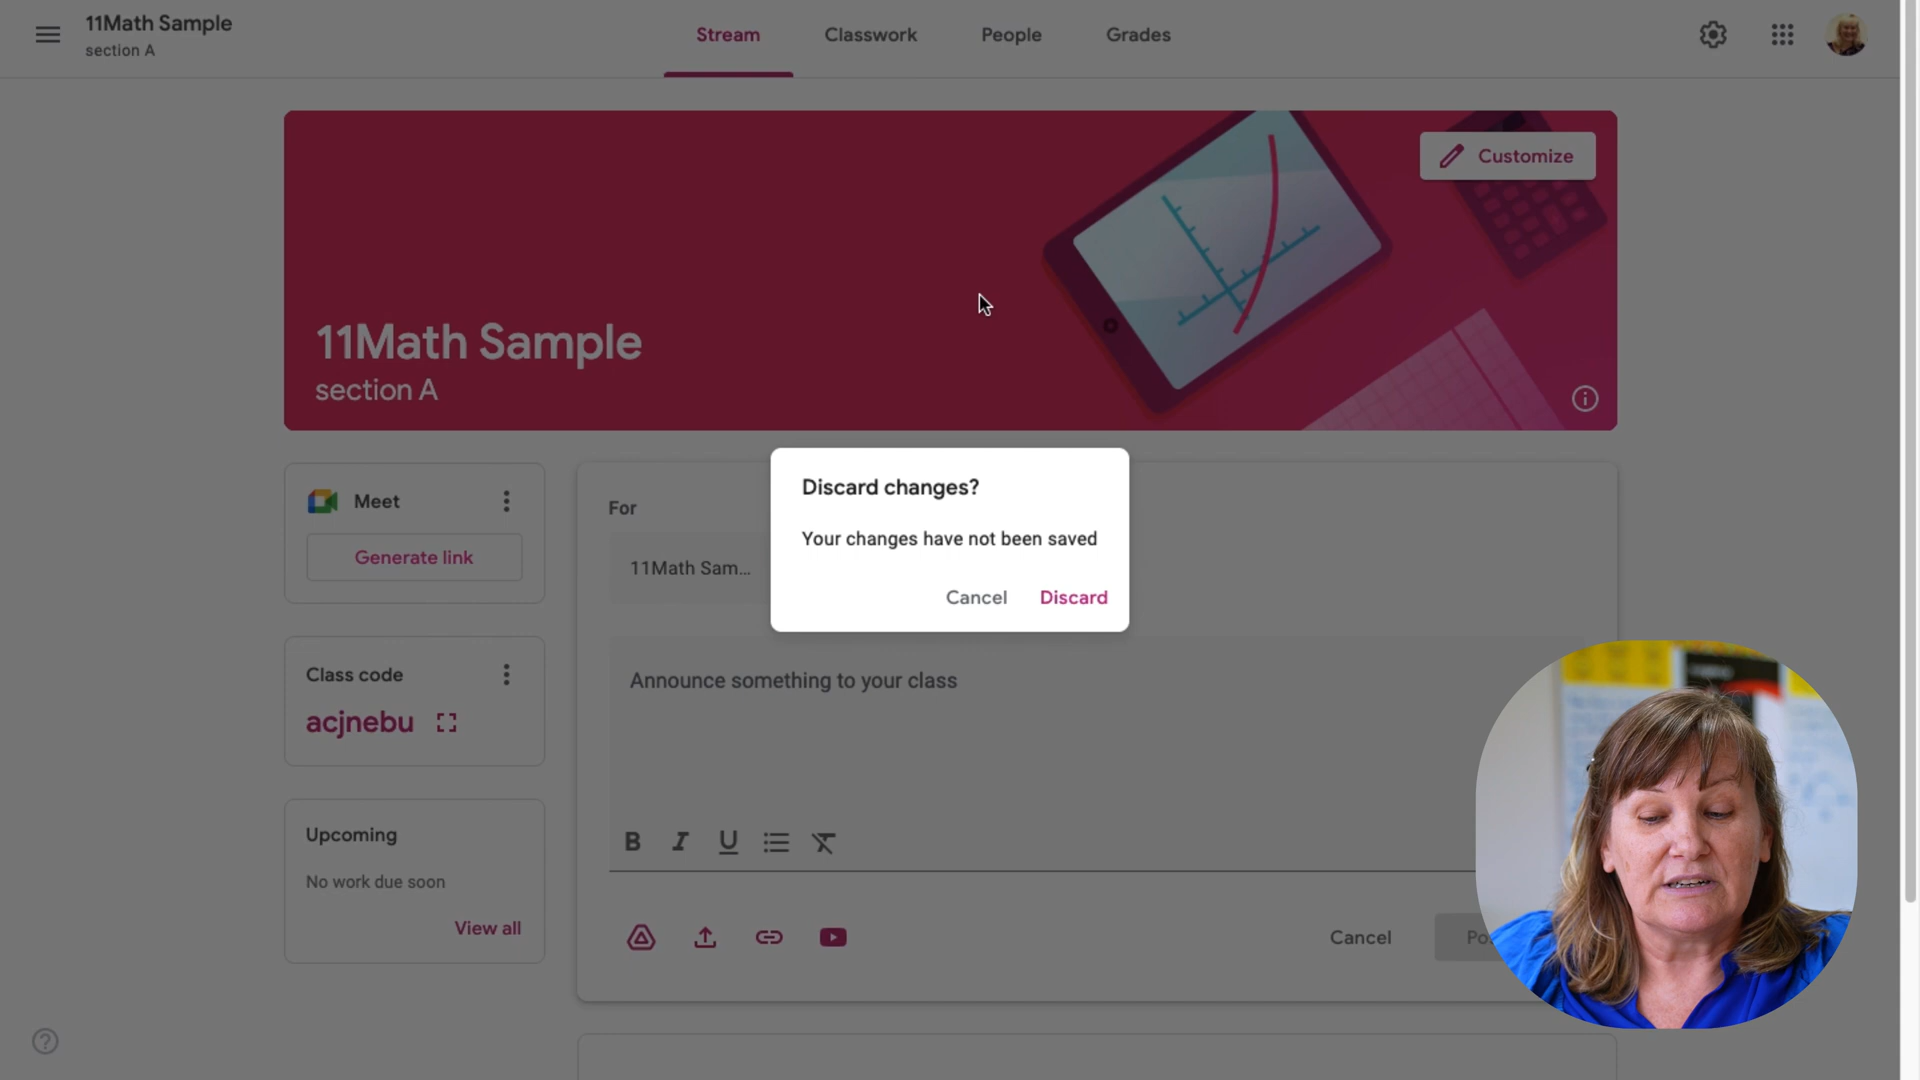 11Math Sample
section A
Stream
Classwork
People
Grades
Customize
11Math Sample
section A
Meet
Generate link
Class code
acjnebu
Upcoming
No work due soon
View all
For
11Math Sam...
Discard changes?
Your changes have not been saved
Cancel
Discard
Announce something to your class
B I U
Cancel